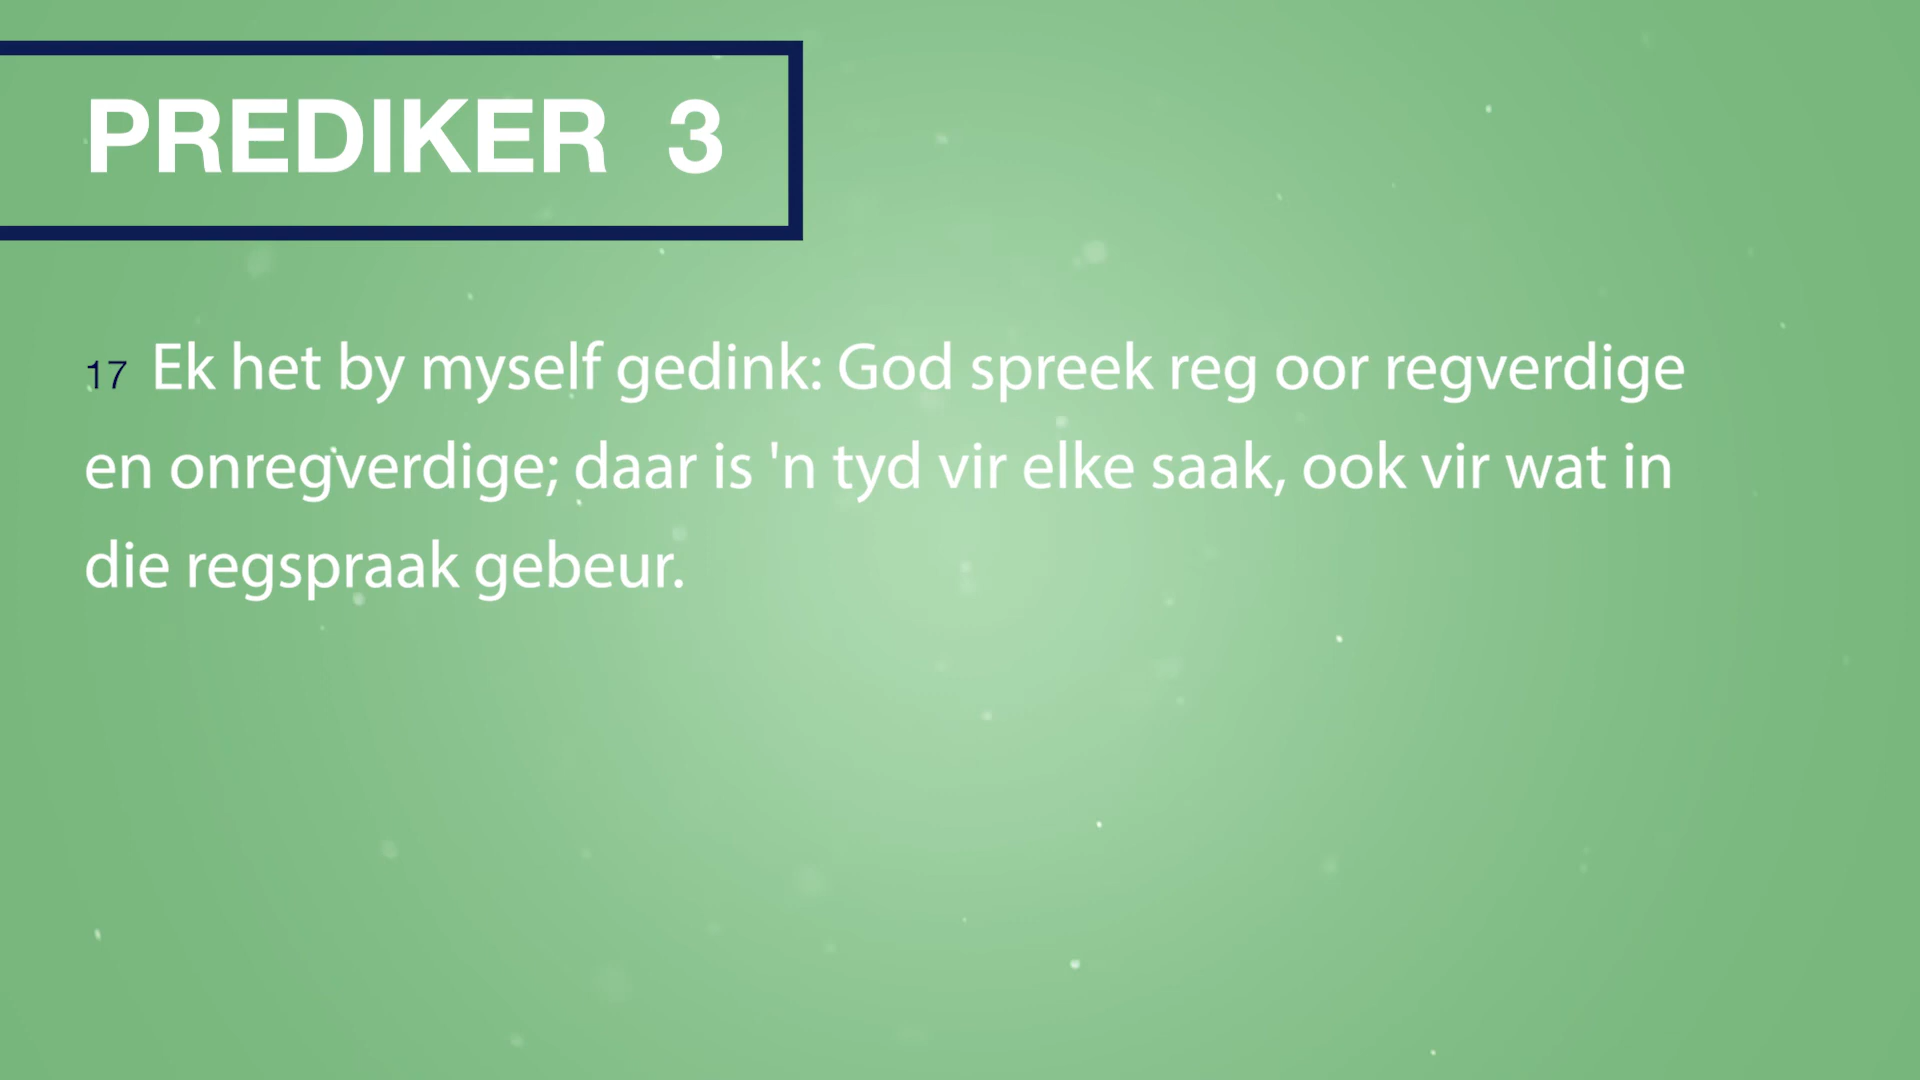 PREDIKER 3
17 Ek het by myself gedink: God spreek reg oor regverdige
en onregverdige; daar is 'n tyd vir elke saak, ook vir wat in
die regspraak gebeur.